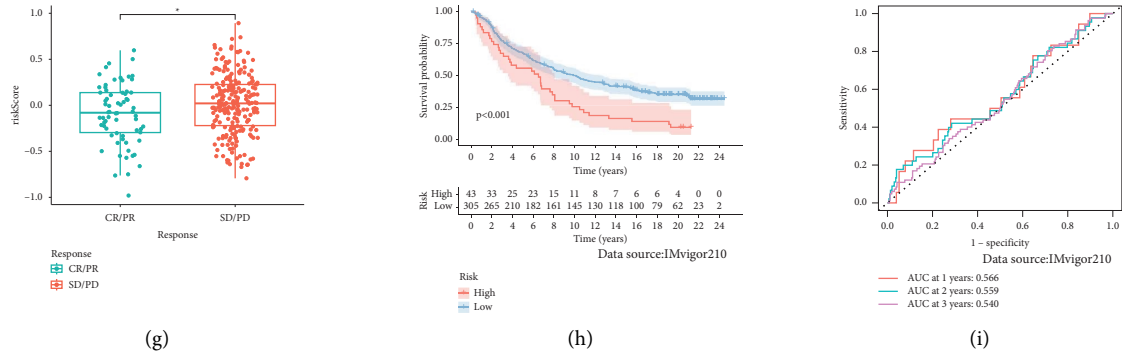 *
1.0
0.5
0.0
−0.5
−1.0
riskScore
CR/PR
SD/PD
Response
Response
CR/PR
SD/PD
(g)
1.00
0.75
0.50
0.25
0.00
Survival probability
p<0.001
0 2 4 6 8 10 12 14 16 18 20 22 24
Time (years)
Risk
High 43 33 25 23 15 11 8 7 6 6 4 0 0
Low 305 265 210 182 161 145 130 118 100 79 62 23 2
0 2 4 6 8 10 12 14 16 18 20 22 24
Time (years)
Data source:IMvigor210
Risk
High
Low
(h)
1.0
0.8
0.6
0.4
0.2
0.0
Sensitivity
0.0 0.2 0.4 0.6 0.8 1.0
1 − specificity
Data source:IMvigor210
AUC at 1 years: 0.566
AUC at 2 years: 0.559
AUC at 3 years: 0.540
(i)